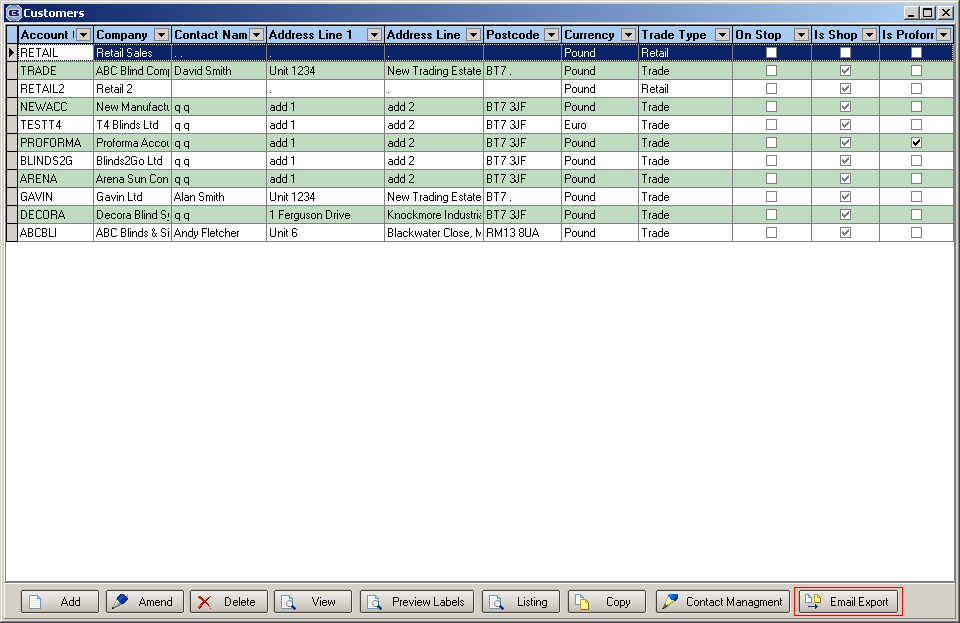 Customers
Account Company Contact Nam Address Line 1 Address Line Postcode Currency Trade Type On Stop Is Shop Is Proforr
RETAIL Retail Sales . . . . Pound Retail
TRADE ABC Blind Comp David Smith Unit 1234 New Trading Estate BT7 . Pound Trade
RETAIL2 Retail 2 . . Pound Retail
NEWACC New Manufactu q q add 1 add 2 BT7 3JF Pound Trade
TESTT4 T4 Blinds Ltd q q add 1 add 2 BT7 3JF Euro Trade
PROFORMA Proforma Accou q q add 1 add 2 BT7 3JF Pound Trade
BLINDS2G Blinds2Go Ltd q q add 1 add 2 BT7 3JF Pound Trade
ARENA Arena Sun Con q q add 1 add 2 BT7 3JF Pound Trade
GAVIN Gavin Ltd Alan Smith Unit 1234 New Trading Estate BT7 . Pound Trade
DECORA Decora Blind Sy q q 1 Ferguson Drive Knockmore Industria BT7 3JF Pound Trade
ABCBLI ABC Blinds & Si Andy Fletcher Unit 6 Blackwater Close, M RM13 8UA Pound Trade
Add Amend Delete View Preview Labels Listing Copy Contact Managment Email Export